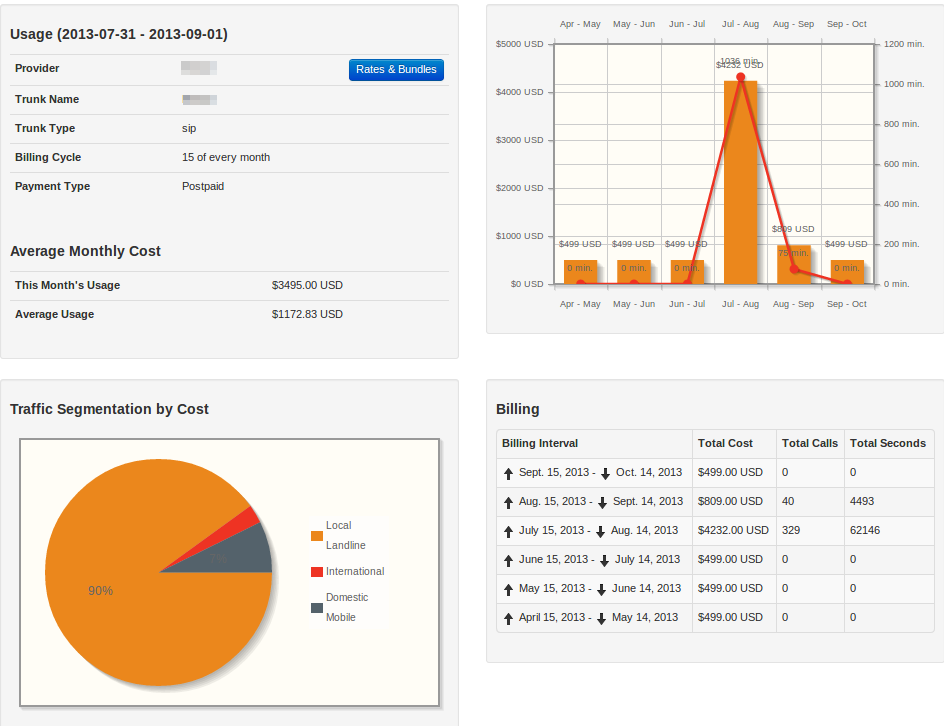 Usage (2013-07-31 - 2013-09-01)
Provider
Rates & Bundles
Trunk Name
Trunk Type sip
Billing Cycle 15 of every month
Payment Type Postpaid
Average Monthly Cost
This Month's Usage $3495.00 USD
Average Usage $1172.83 USD
Apr - May May - Jun Jun - Jul Jul - Aug Aug - Sep Sep - Oct
$5000 USD 1200 min.
1036 min.
$4232 USD
$4000 USD 1000 min.
800 min.
$3000 USD
600 min.
$2000 USD
400 min.
$809 USD
$1000 USD 200 min.
$499 USD $499 USD $499 USD $499 USD
75 min.
0 min. 0 min. 0 min. 0 min.
$0 USD 0 min.
Apr - May May - Jun Jun - Jul Jul - Aug Aug - Sep Sep - Oct
Traffic Segmentation by Cost
90%
Local
Landline
International
Domestic
Mobile
Billing
Billing Interval Total Cost Total Calls Total Seconds
Sept. 15, 2013 - Oct. 14, 2013 $499.00 USD 0 0
Aug. 15, 2013 - Sept. 14, 2013 $809.00 USD 40 4493
July 15, 2013 - Aug. 14, 2013 $4232.00 USD 329 62146
June 15, 2013 - July 14, 2013 $499.00 USD 0 0
May 15, 2013 - June 14, 2013 $499.00 USD 0 0
April 15, 2013 - May 14, 2013 $499.00 USD 0 0